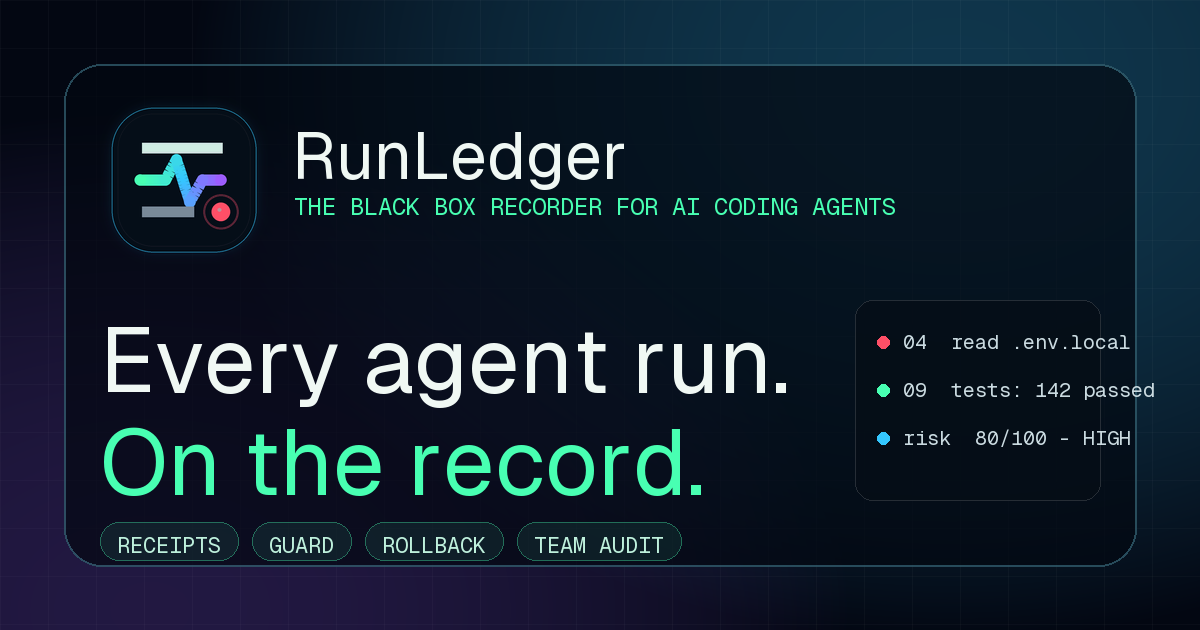 RunLedger
THE BLACK BOX RECORDER FOR AI CODING AGENTS
Every agent run.
On the record.
04 read .env.local
09 tests: 142 passed
risk 80/100 - HIGH
RECEIPTS GUARD ROLLBACK TEAM AUDIT